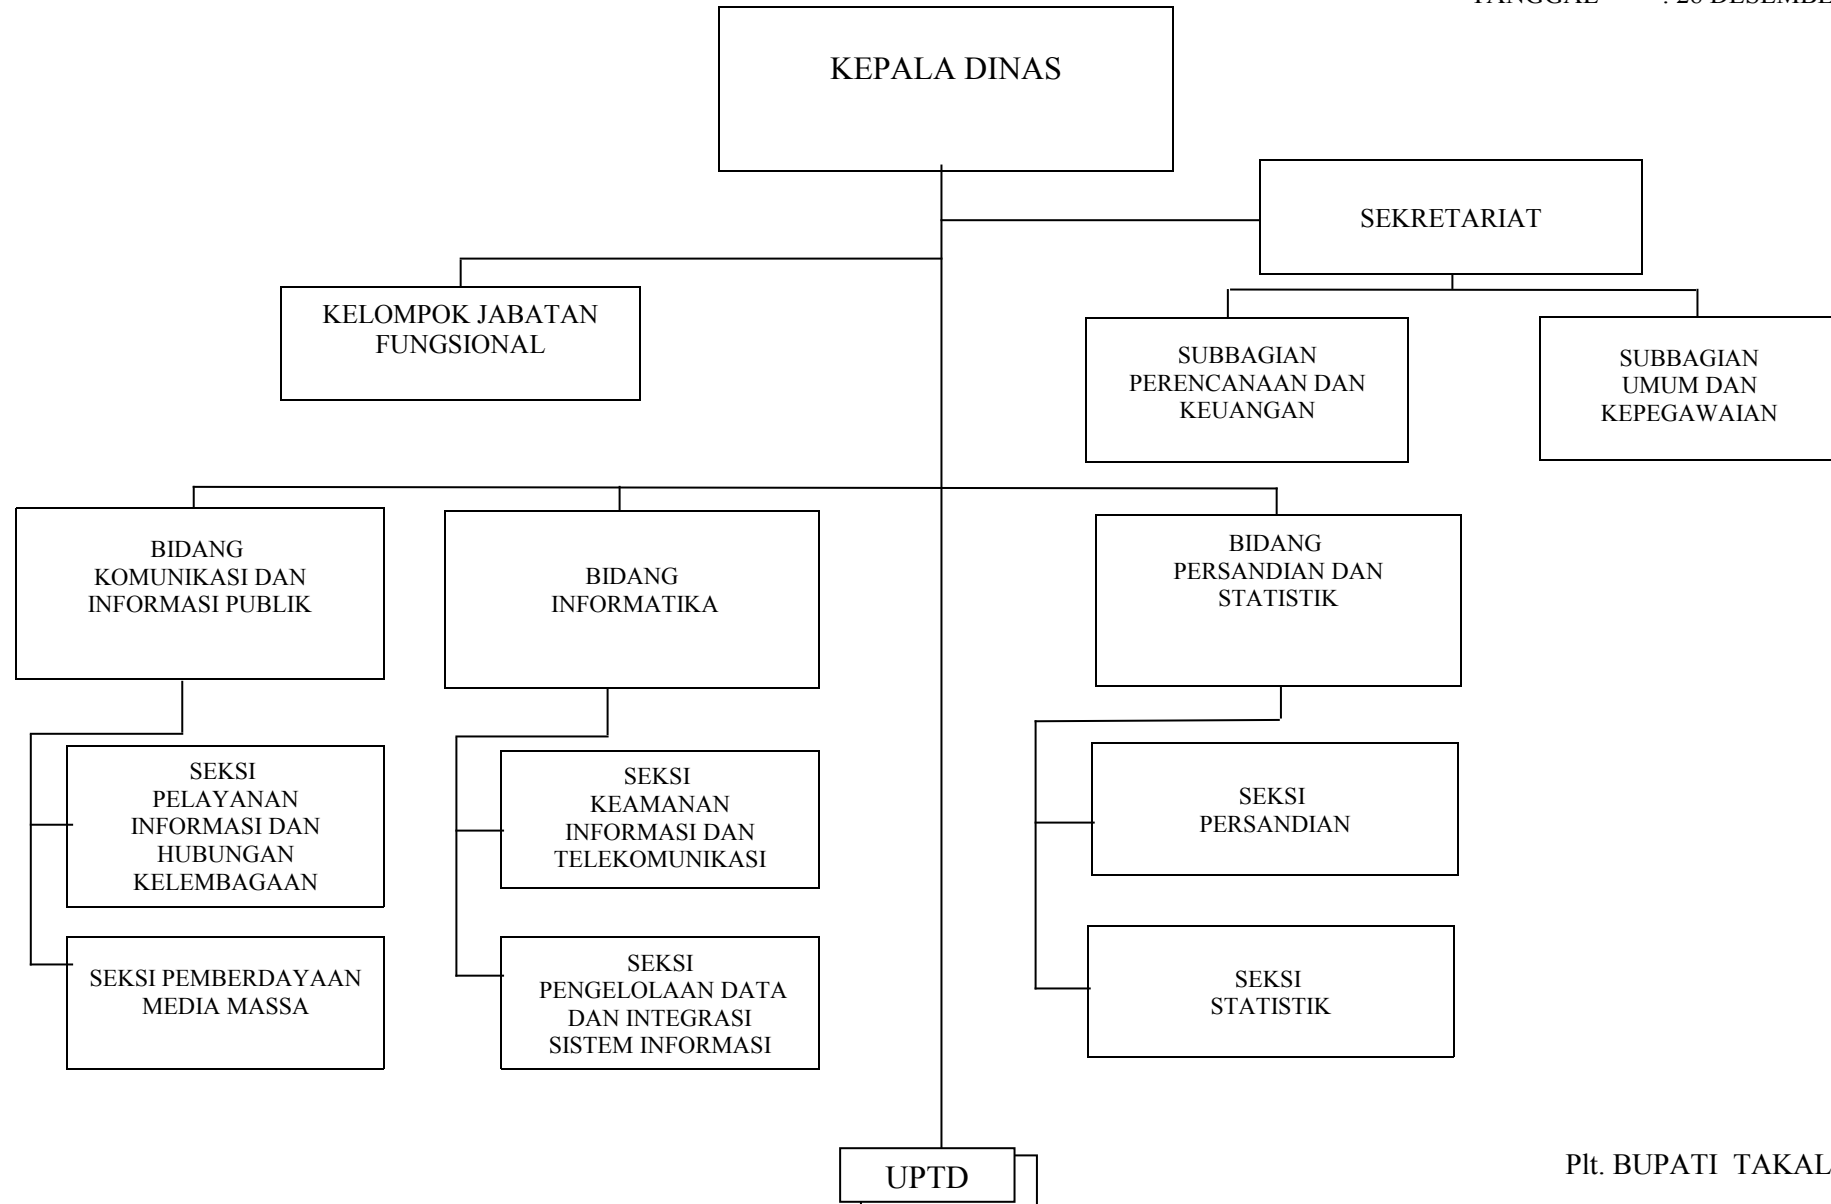 KEPALA DINAS
SEKRETARIAT
KELOMPOK JABATAN
FUNGSIONAL
SUBBAGIAN
PERENCANAAN DAN
KEUANGAN
SUBBAGIAN
UMUM DAN
KEPEGAWAIAN
BIDANG
KOMUNIKASI DAN
INFORMASI PUBLIK
BIDANG
INFORMATIKA
BIDANG
PERSANDIAN DAN
STATISTIK
SEKSI
PELAYANAN
INFORMASI DAN
HUBUNGAN
KELEMBAGAAN
SEKSI
KEAMANAN
INFORMASI DAN
TELEKOMUNIKASI
SEKSI
PERSANDIAN
SEKSI PEMBERDAYAAN
MEDIA MASSA
SEKSI
PENGELOLAAN DATA
DAN INTEGRASI
SISTEM INFORMASI
SEKSI
STATISTIK
UPTD
Plt. BUPATI TAKAL